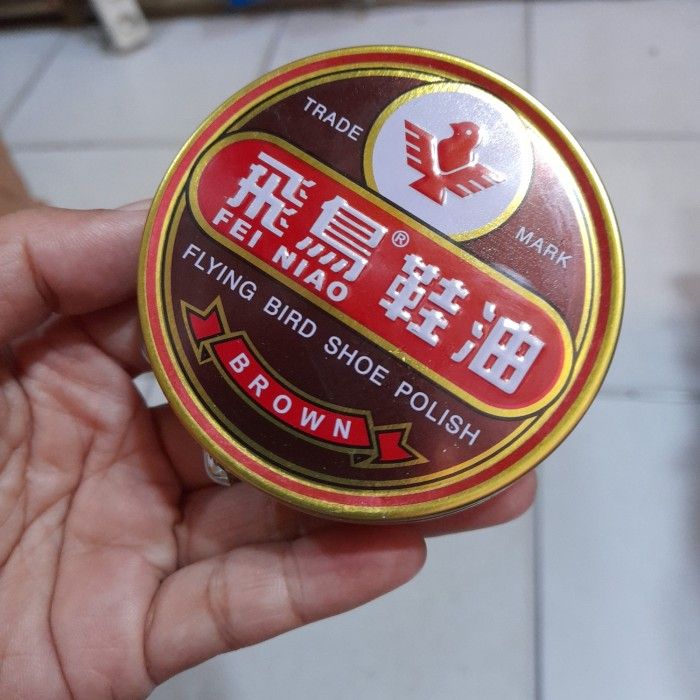 TRADE
MARK
飛鳥® 鞋油
FEI NIAO
FLYING BIRD SHOE POLISH
BROWN